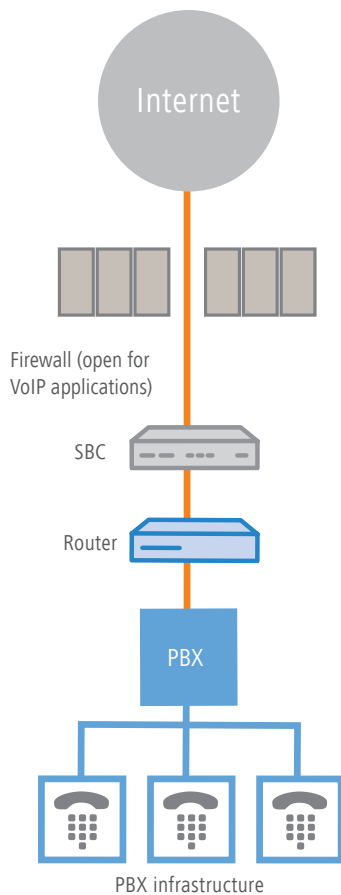 Internet
Firewall (open for
VoIP applications)
SBC
Router
PBX
PBX infrastructure